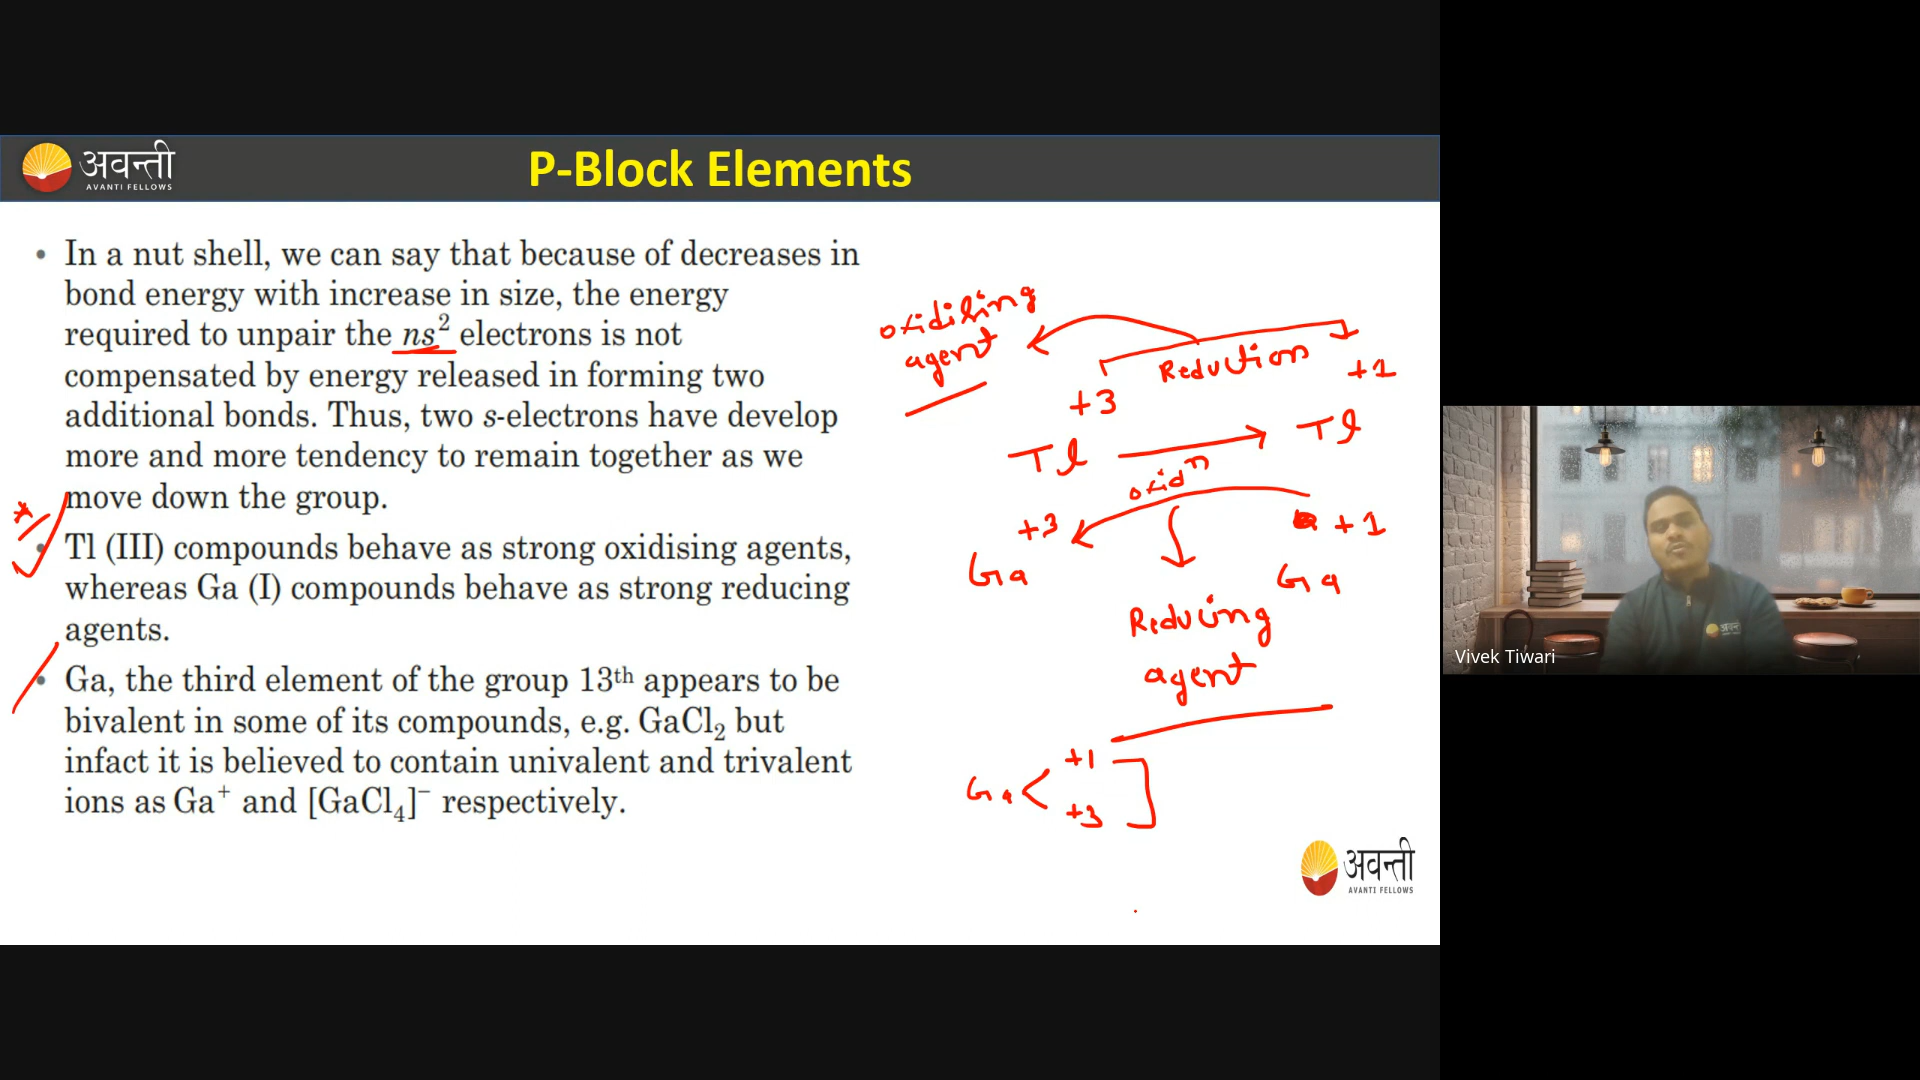 अवन्ती
AVANTI FELLOWS
P-Block Elements
• In a nut shell, we can say that because of decreases in
bond energy with increase in size, the energy
required to unpair the ns² electrons is not
compensated by energy released in forming two
additional bonds. Thus, two s-electrons have develop
more and more tendency to remain together as we
move down the group.
• Tl (III) compounds behave as strong oxidising agents,
whereas Ga (I) compounds behave as strong reducing
agents.
• Ga, the third element of the group 13th appears to be
bivalent in some of its compounds, e.g. GaCl₂ but
infact it is believed to contain univalent and trivalent
ions as Ga⁺ and [GaCl₄]⁻ respectively.
oxidising
agent
Reduction
+3 +1
Tl → Tl
oxidⁿ
+3 +1
Ga Ga
Reducing
agent
Ga < +1
+3
अवन्ती
AVANTI FELLOWS
अवन्ती
Vivek Tiwari